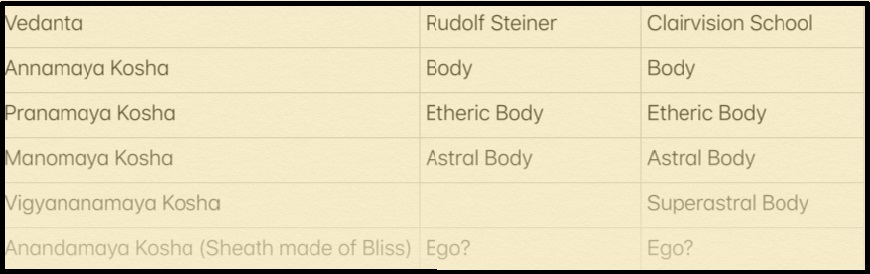 Vedanta Rudolf Steiner Clairvision School
Annamaya Kosha Body Body
Pranamaya Kosha Etheric Body Etheric Body
Manomaya Kosha Astral Body Astral Body
Vigyananamaya Kosha Superastral Body
Anandamaya Kosha (Sheath made of Bliss) Ego? Ego?